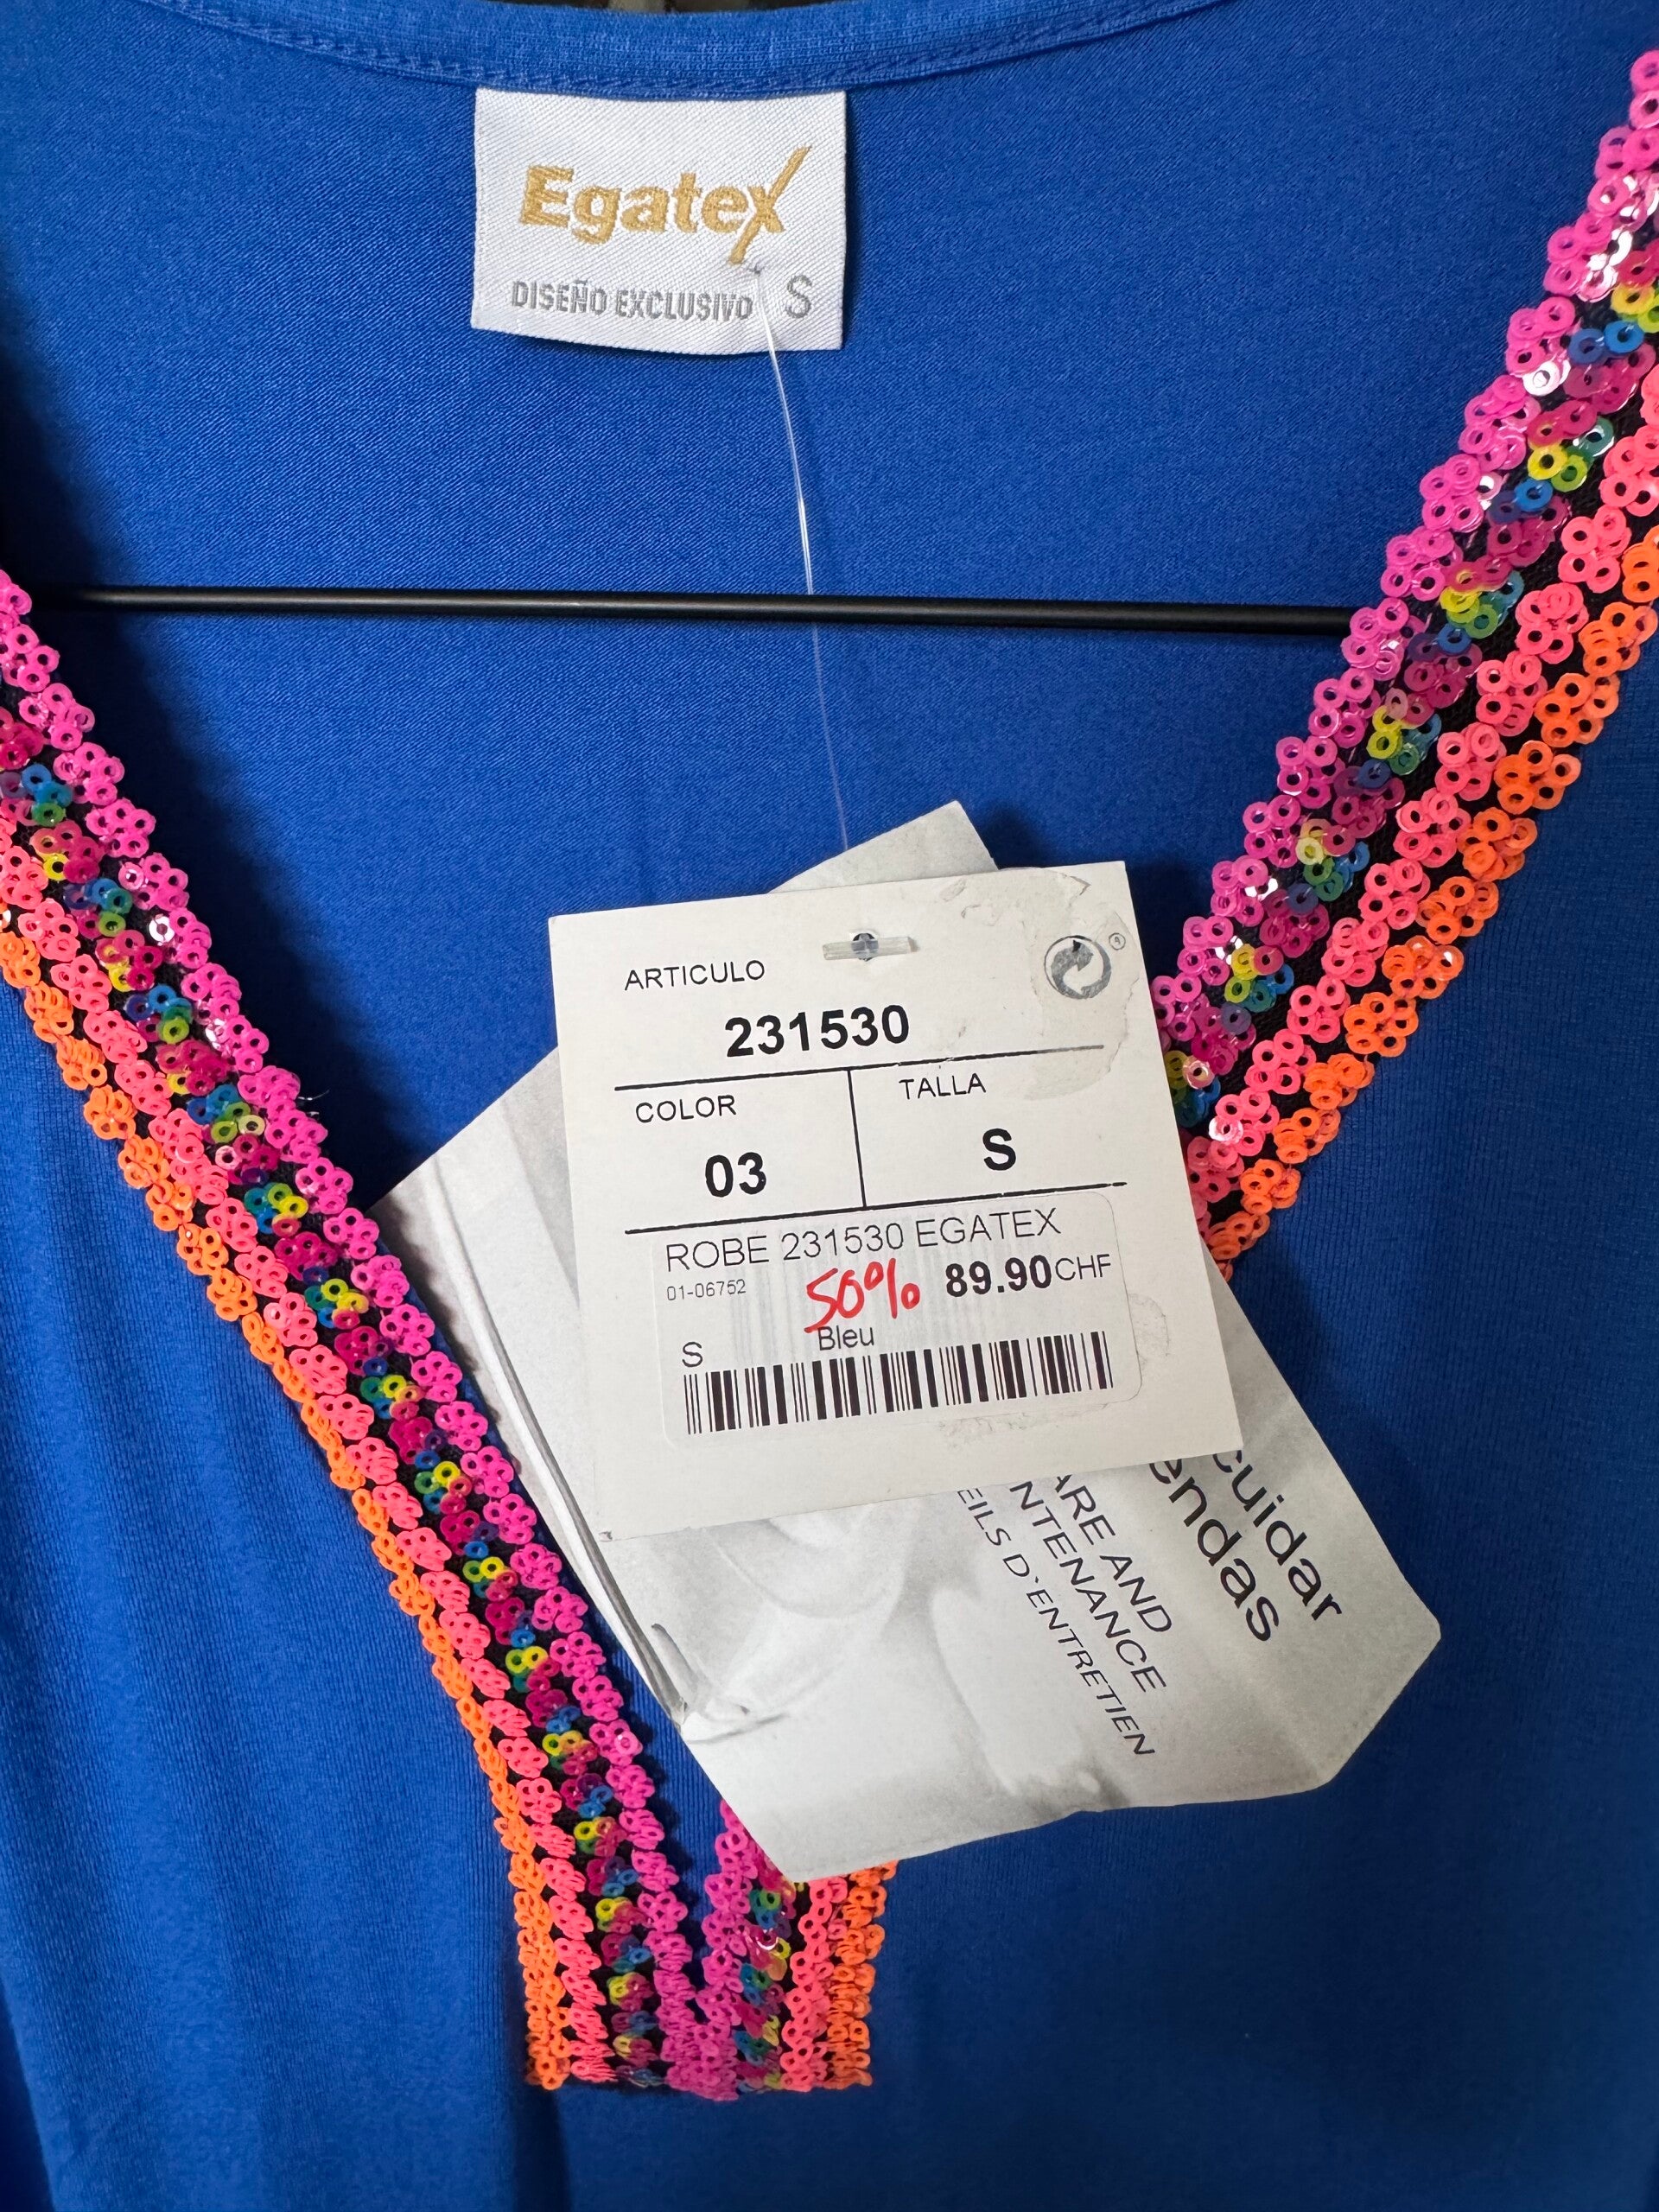 Egatex
DISEÑO EXCLUSIVO S
ARTICULO
231530
COLOR
TALLA
03
S
ROBE 231530 EGATEX
01-06752
50%
89.90CHF
S
Bleu
cuidar
endas
ARE AND
NTENANCE
EILS D'ENTRETIEN